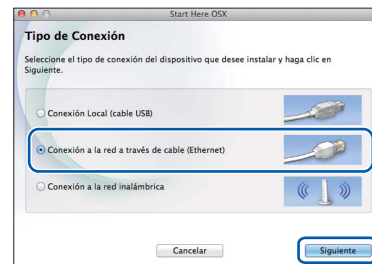 Start Here OSX
Tipo de Conexión
Seleccione el tipo de conexión del dispositivo que desee instalar y haga clic en
Siguiente.
Conexión Local (cable USB)
Conexión a la red a través de cable (Ethernet)
Conexión a la red inalámbrica
Cancelar
Siguiente